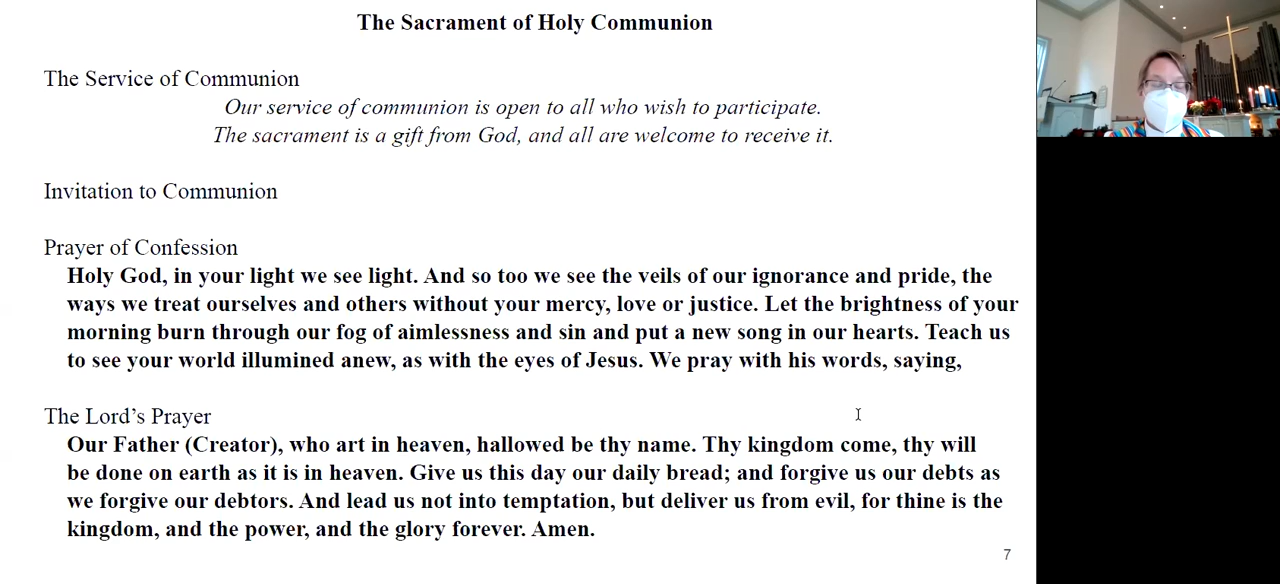 The Sacrament of Holy Communion
The Service of Communion
Our service of communion is open to all who wish to participate.
The sacrament is a gift from God, and all are welcome to receive it.
Invitation to Communion
Prayer of Confession
Holy God, in your light we see light. And so too we see the veils of our ignorance and pride, the
ways we treat ourselves and others without your mercy, love or justice. Let the brightness of your
morning burn through our fog of aimlessness and sin and put a new song in our hearts. Teach us
to see your world illumined anew, as with the eyes of Jesus. We pray with his words, saying,
The Lord’s Prayer
Our Father (Creator), who art in heaven, hallowed be thy name. Thy kingdom come, thy will
be done on earth as it is in heaven. Give us this day our daily bread; and forgive us our debts as
we forgive our debtors. And lead us not into temptation, but deliver us from evil, for thine is the
kingdom, and the power, and the glory forever. Amen.
7